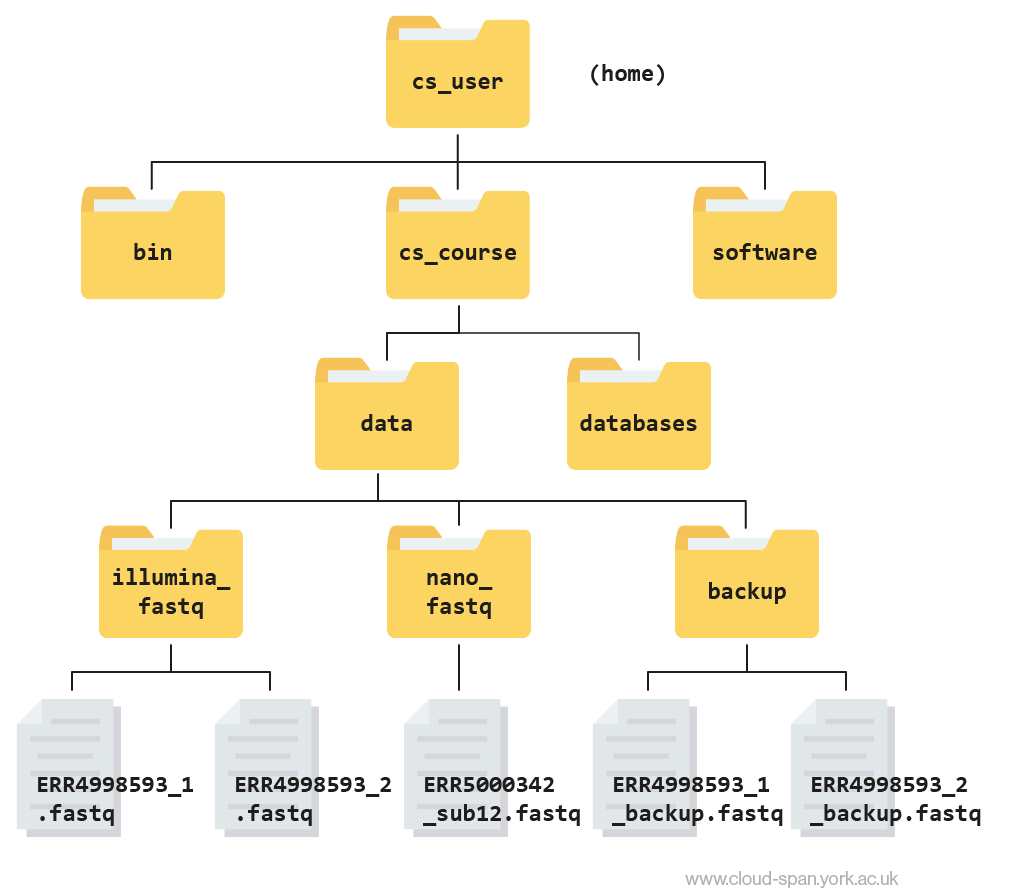 cs_user
(home)
bin
cs_course
software
data
databases
illumina_
fastq
nano_
fastq
backup
ERR4998593_1
.fastq
ERR4998593_2
.fastq
ERR5000342
_sub12.fastq
ERR4998593_1
_backup.fastq
ERR4998593_2
_backup.fastq
www.cloud-span.york.ac.uk